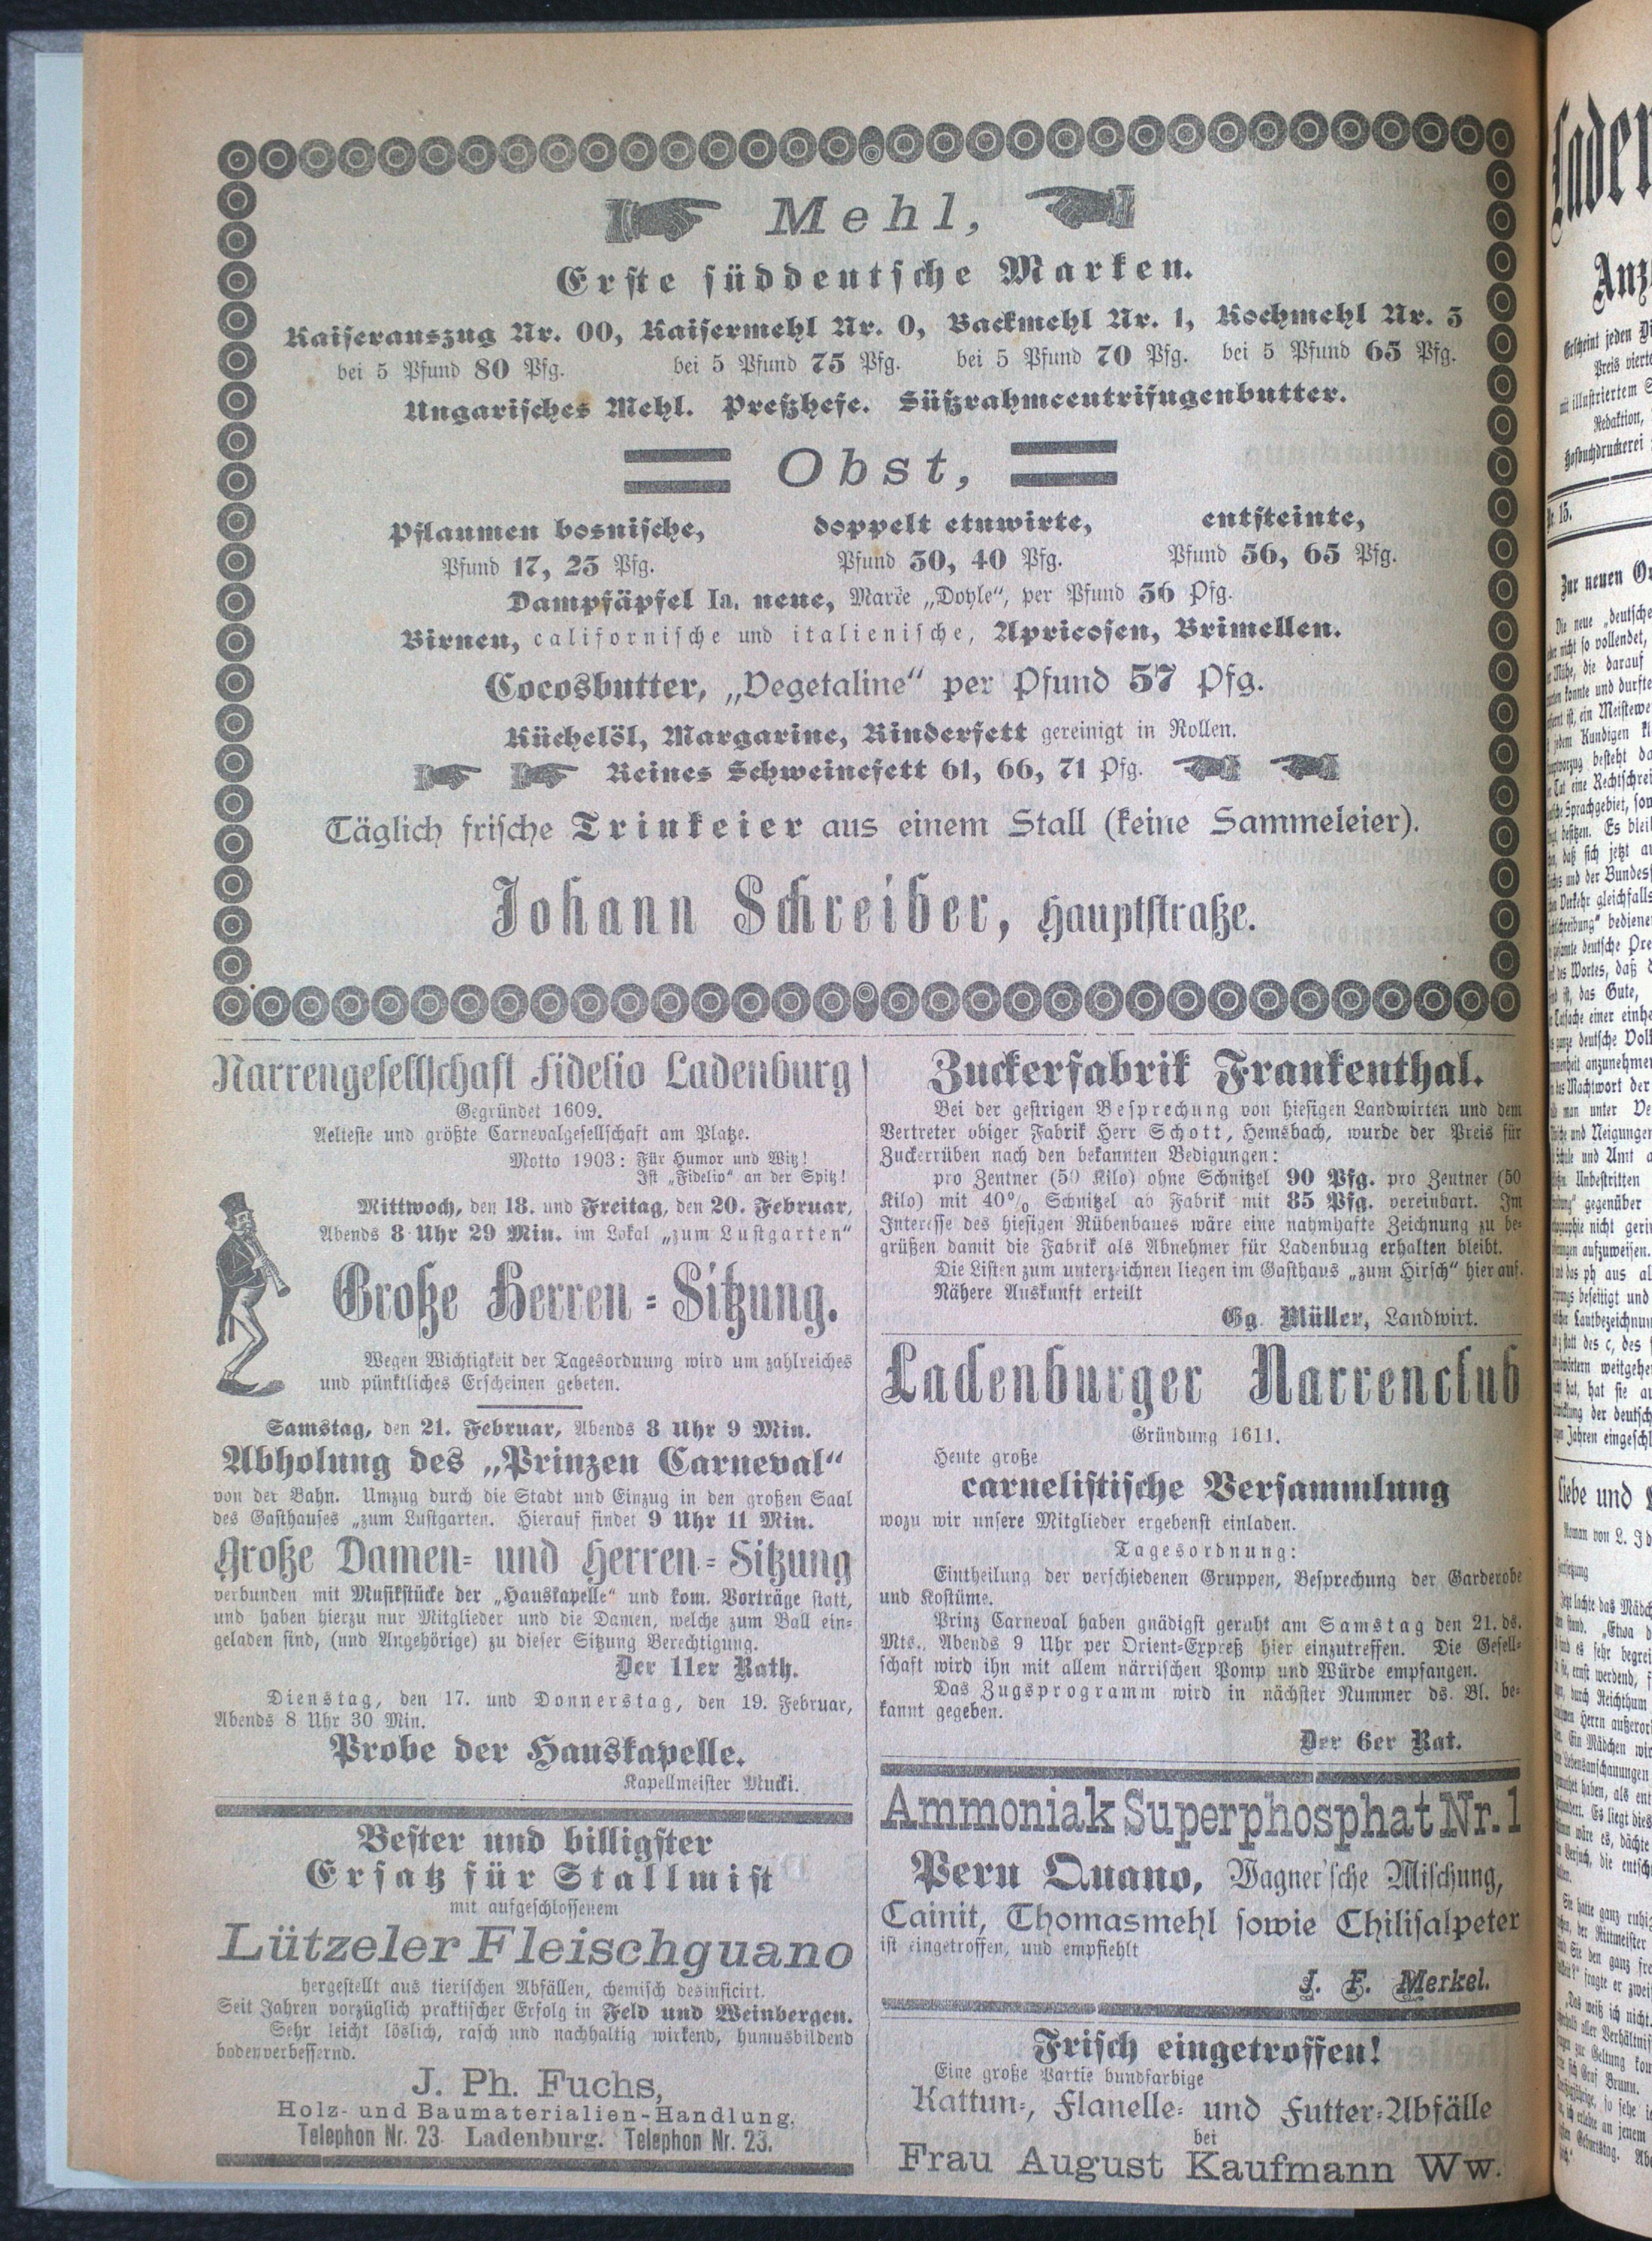 Mehl,
Erste süddeutsche Marken.
Kaiserauszug Nr. 00, Kaisermehl Nr. 0, Backmehl Nr. 1, Kochmehl Nr. 3
bei 5 Pfund 80 Pfg. bei 5 Pfund 75 Pfg. bei 5 Pfund 70 Pfg. bei 5 Pfund 65 Pfg.
Ungarisches Mehl. Preßhefe. Süßrahmcentrifugenbutter.
Obst,
Pflaumen bosnische, doppelt etuwirte, entsteinte,
Pfund 17, 25 Pfg. Pfund 30, 40 Pfg. Pfund 56, 65 Pfg.
Dampfäpfel Ia. neue, Marke „Doyle“, per Pfund 56 Pfg.
Birnen, californische und italienische, Apricosen, Brimellen.
Cocosbutter, „Vegetaline“ per Pfund 57 Pfg.
Küchelöl, Margarine, Rinderfett gereinigt in Rollen.
Reines Schweinefett 61, 66, 71 Pfg.
Täglich frische Trinkeier aus einem Stall (keine Sammeleier).
Johann Schreiber, Hauptstraße.
Narrengesellschaft Fidelio Ladenburg
Gegründet 1609.
Aelteste und größte Carnevalgesellschaft am Platze.
Motto 1903: Für Humor und Witz!
Ist „Fidelio“ an der Spitz!
Mittwoch, den 18. und Freitag, den 20. Februar,
Abends 8 Uhr 29 Min. im Lokal „zum Lustgarten“
Große Herren-Sitzung.
Wegen Wichtigkeit der Tagesordnung wird um zahlreiches
und pünktliches Erscheinen gebeten.
Samstag, den 21. Februar, Abends 8 Uhr 9 Min.
Abholung des „Prinzen Carneval“
von der Bahn. Umzug durch die Stadt und Einzug in den großen Saal
des Gasthauses „zum Lustgarten. Hierauf findet 9 Uhr 11 Min.
Große Damen- und Herren-Sitzung
verbunden mit Musikstücke der „Hauskapelle“ und kom. Vorträge statt,
und haben hierzu nur Mitglieder und die Damen, welche zum Ball ein-
geladen sind, (und Angehörige) zu dieser Sitzung Berechtigung.
Der 11er Rath.
Dienstag, den 17. und Donnerstag, den 19. Februar,
Abends 8 Uhr 30 Min.
Probe der Hauskapelle.
Kapellmeister Mucki.
Bester und billigster
Ersatz für Stallmist
mit aufgeschlossenem
Lützeler Fleischguano
hergestellt aus tierischen Abfällen, chemisch desinficirt.
Seit Jahren vorzüglich praktischer Erfolg in Feld und Weinbergen.
Sehr leicht löslich, rasch und nachhaltig wirkend, humusbildend
bodenverbessernd.
J. Ph. Fuchs,
Holz- und Baumaterialien-Handlung,
Telephon Nr. 23. Ladenburg. Telephon Nr. 23.
Zuckerfabrik Frankenthal.
Bei der gestrigen Besprechung von hiesigen Landwirten und dem
Vertreter obiger Fabrik Herr Schott, Hemsbach, wurde der Preis für
Zuckerrüben nach den bekannten Bedigungen:
pro Zentner (50 Kilo) ohne Schnitzel 90 Pfg. pro Zentner (50
Kilo) mit 40% Schnitzel ab Fabrik mit 85 Pfg. vereinbart. Im
Interesse des hiesigen Rübenbaues wäre eine nahmhafte Zeichnung zu be-
grüßen damit die Fabrik als Abnehmer für Ladenburg erhalten bleibt.
Die Listen zum unterzeichnen liegen im Gasthaus „zum Hirsch“ hier auf.
Nähere Auskunft erteilt
Gg. Müller, Landwirt.
Ladenburger Narrenclub
Gründung 1611.
Heute große
carnelistische Versammlung
wozu wir unsere Mitglieder ergebenst einladen.
Tagesordnung:
Eintheilung der verschiedenen Gruppen, Besprechung der Garderobe
und Kostüme.
Prinz Carneval haben gnädigst geruht am Samstag den 21. ds.
Mts., Abends 9 Uhr per Orient-Expreß hier einzutreffen. Die Gesell-
schaft wird ihn mit allem närrischen Pomp und Würde empfangen.
Das Zugsprogramm wird in nächster Nummer ds. Bl. be-
kannt gegeben.
Der 6er Rat.
Ammoniak Superphosphat Nr. 1
Peru Quano, Wagner'sche Mischung,
Cainit, Thomasmehl sowie Chilisalpeter
ist eingetroffen, und empfiehlt
J. F. Merkel.
Frisch eingetroffen!
Eine große Partie bundfarbige
Kattun-, Flanelle- und Futter-Abfälle
bei
Frau August Kaufmann Ww.
Laden
Anz
Erscheint jeden Di
Preis vierte
mit illustriertem
Redaktion,
Hofbuchdruckerei
Nr. 15.
Zur neuen
Die neue „deutsche
Liebe und
Roman von L.